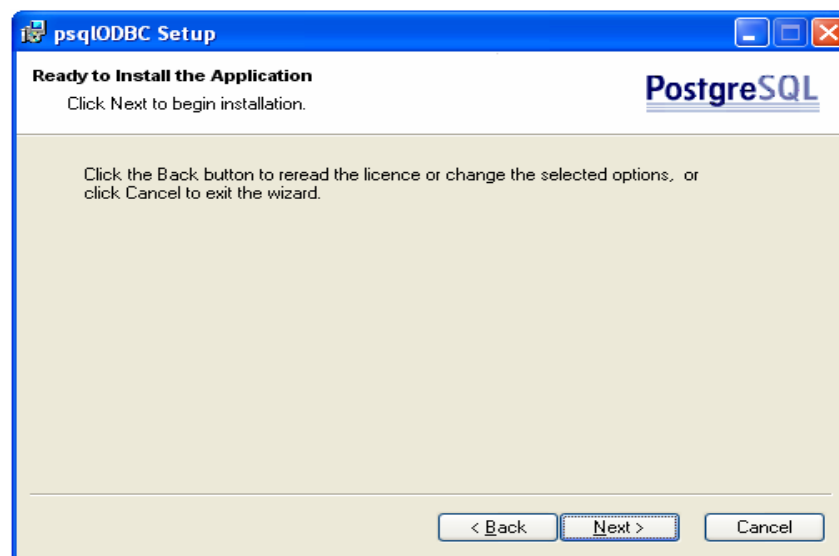 psqlODBC Setup
Ready to Install the Application
Click Next to begin installation.
PostgreSQL
Click the Back button to reread the licence or change the selected options, or
click Cancel to exit the wizard.
< Back
Next >
Cancel